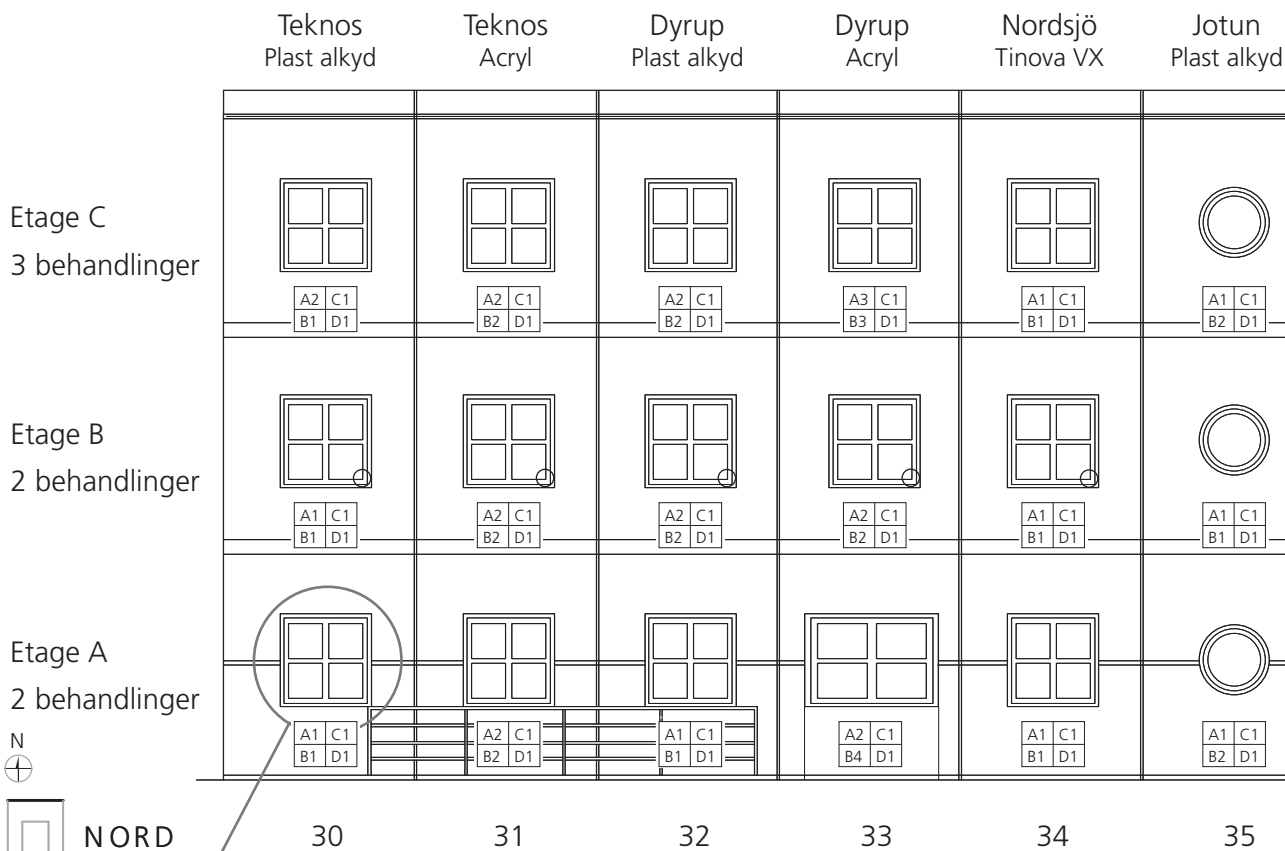 Teknos Teknos Dyrup Dyrup Nordsjö Jotun
Plast alkyd Acryl Plast alkyd Acryl Tinova VX Plast alkyd
Etage C
3 behandlinger
A2 C1 A2 C1 A2 C1 A3 C1 A1 C1 A1 C1
B1 D1 B2 D1 B2 D1 B3 D1 B1 D1 B2 D1
Etage B
2 behandlinger
A1 C1 A2 C1 A2 C1 A2 C1 A1 C1 A1 C1
B1 D1 B2 D1 B2 D1 B2 D1 B1 D1 B1 D1
Etage A
2 behandlinger
A1 C1 A2 C1 A1 C1 A2 C1 A1 C1 A1 C1
B1 D1 B2 D1 B1 D1 B4 D1 B1 D1 B2 D1
N
NORD 30 31 32 33 34 35